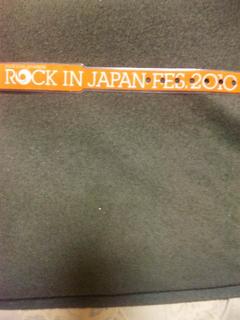 ROCK IN JAPAN FES.2010